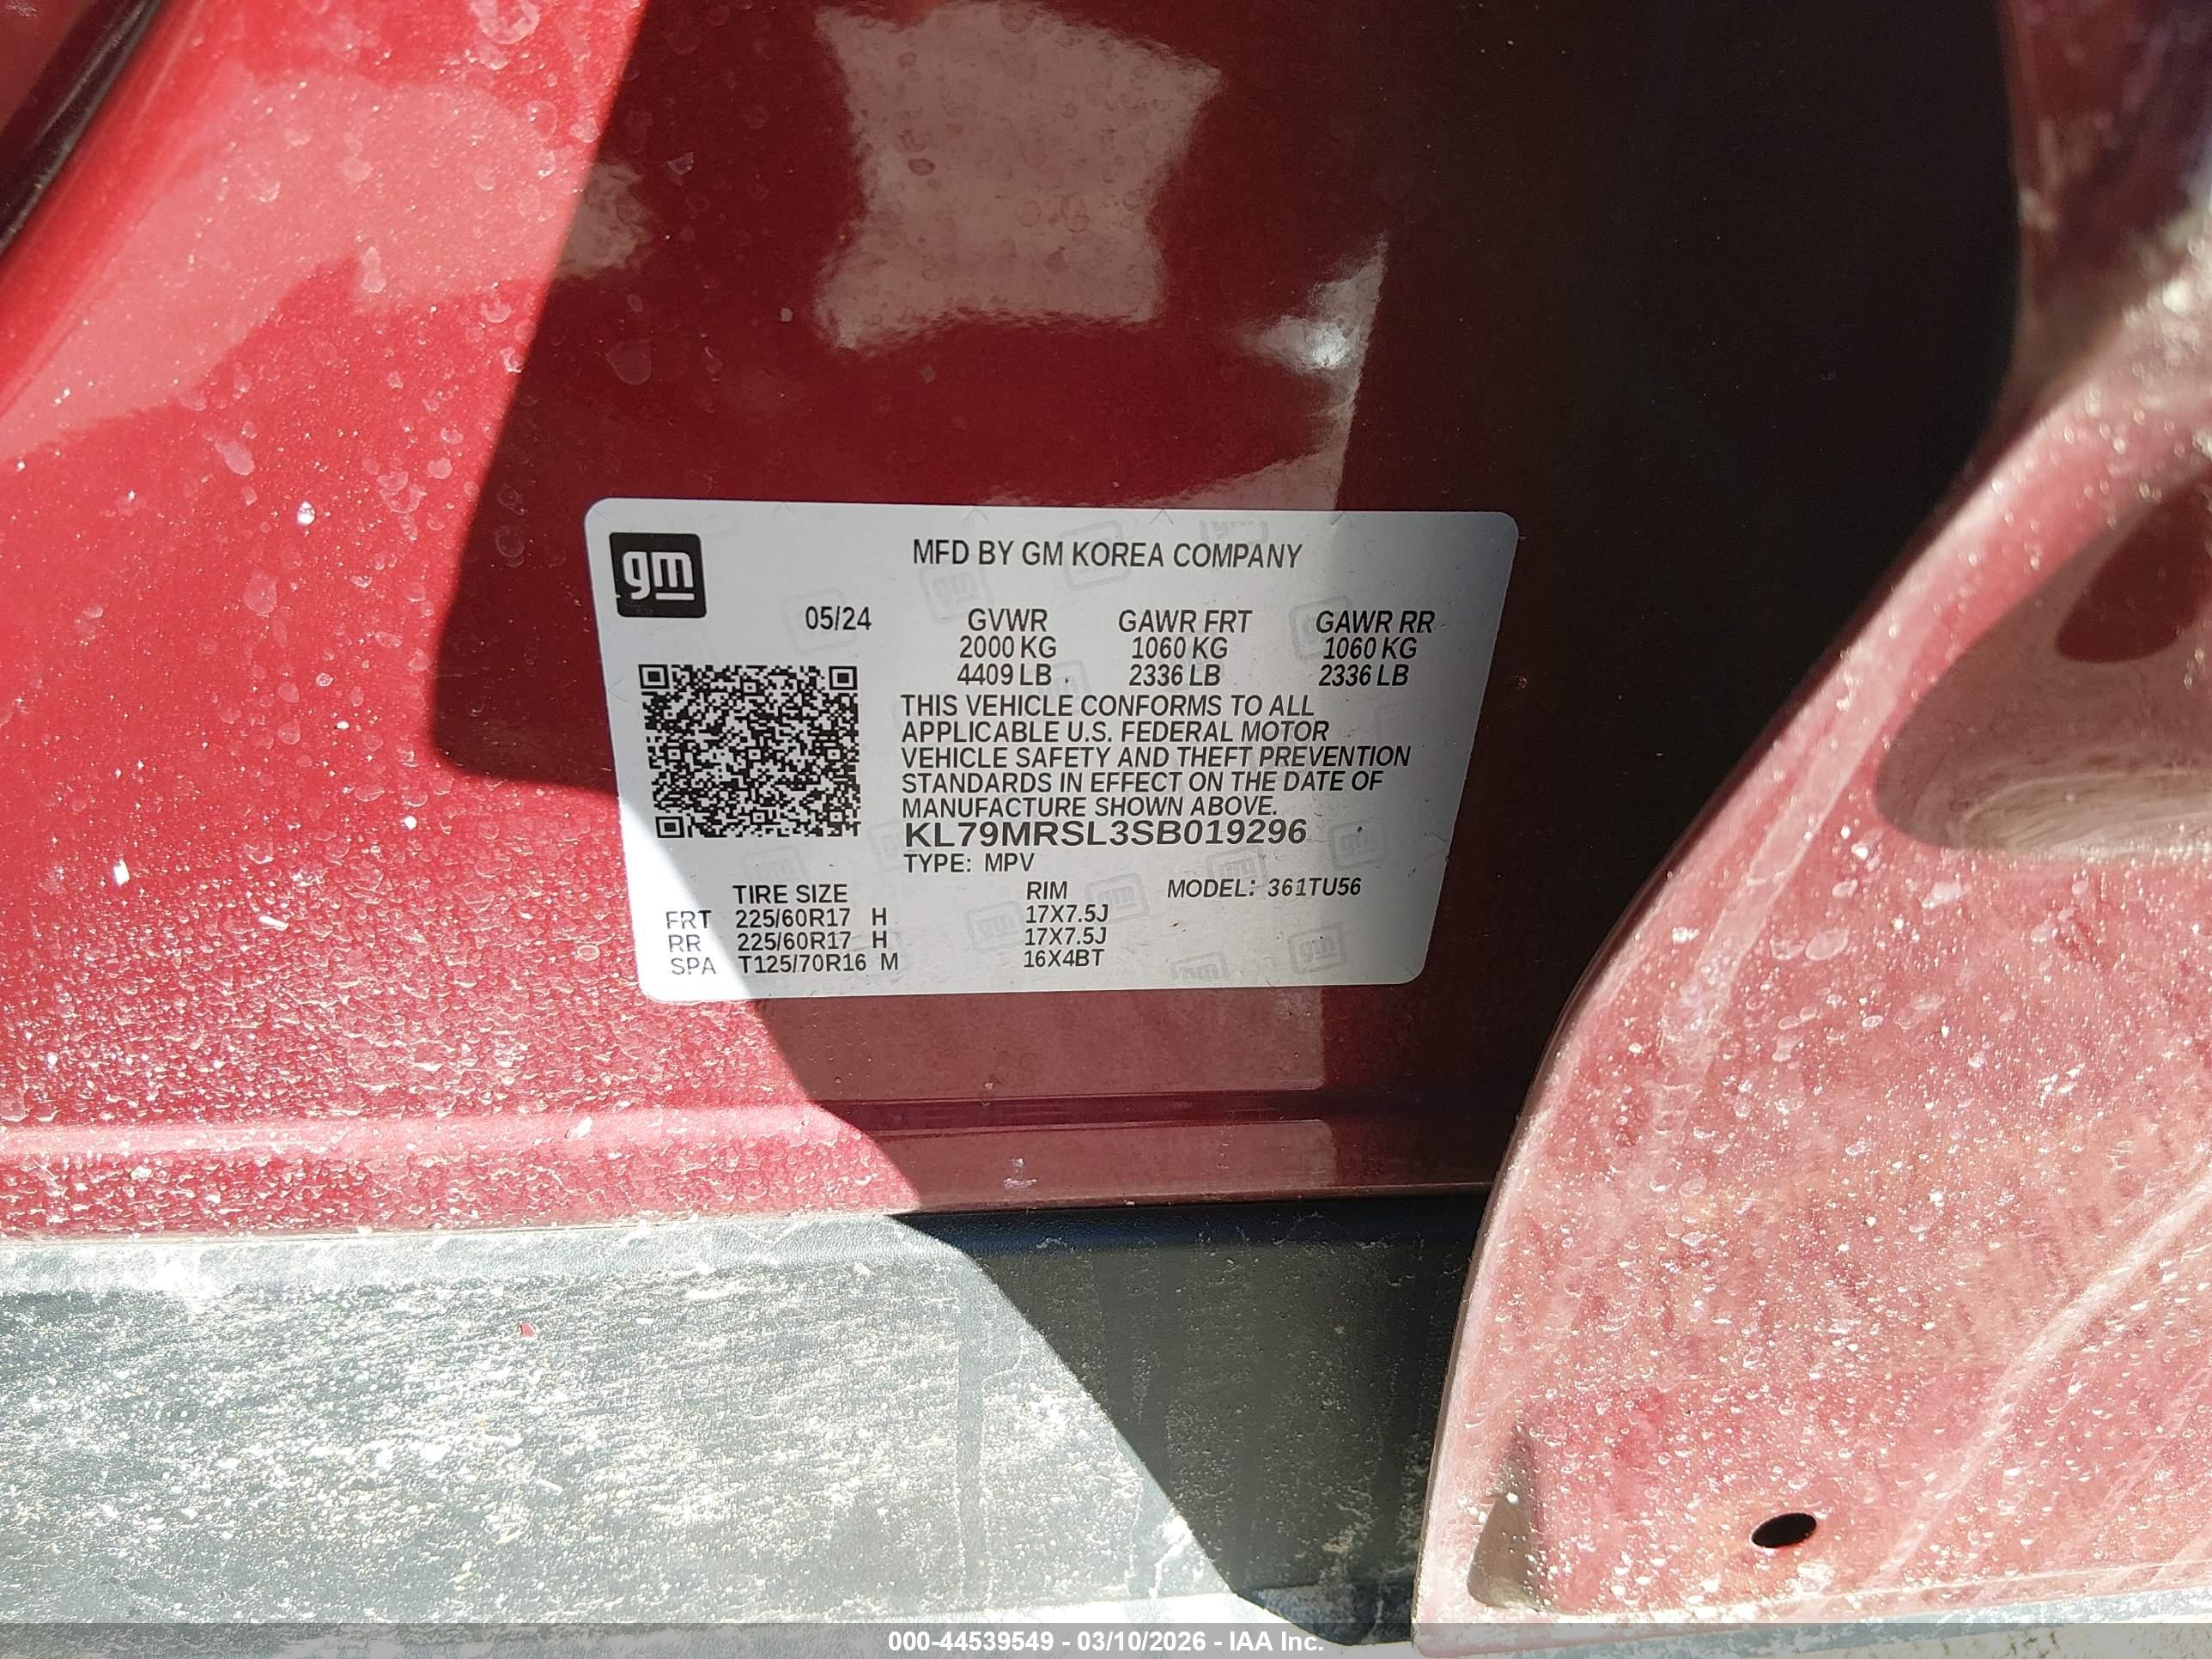 gm
MFD BY GM KOREA COMPANY
05/24 GVWR GAWR FRT GAWR RR
2000 KG 1060 KG 1060 KG
4409 LB 2336 LB 2336 LB
THIS VEHICLE CONFORMS TO ALL
APPLICABLE U.S. FEDERAL MOTOR
VEHICLE SAFETY AND THEFT PREVENTION
STANDARDS IN EFFECT ON THE DATE OF
MANUFACTURE SHOWN ABOVE.
KL79MRSL3SB019296
TYPE: MPV
TIRE SIZE RIM MODEL: 361TU56
FRT 225/60R17 H 17X7.5J
RR 225/60R17 H 17X7.5J
SPA T125/70R16 M 16X4BT
000-44539549 - 03/10/2026 - IAA Inc.